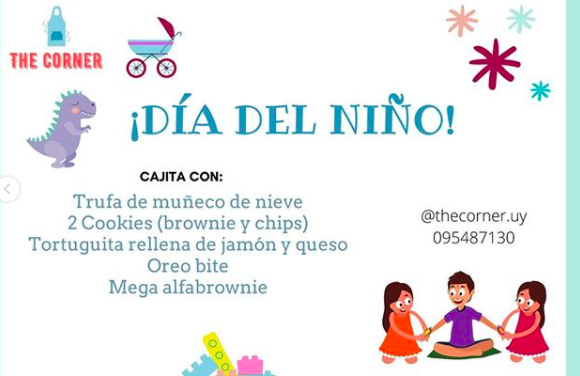 THE CORNER
¡DÍA DEL NIÑO!
CAJITA CON:
Trufa de muñeco de nieve
2 Cookies (brownie y chips)
Tortuguita rellena de jamón y queso
Oreo bite
Mega alfabrownie
@thecorner.uy
095487130